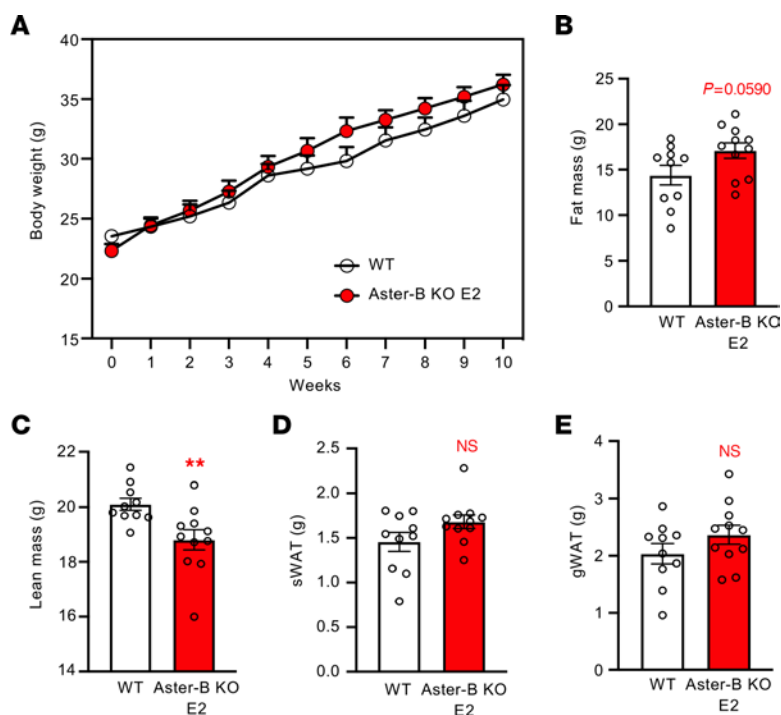 A
Body weight (g)
40
35
30
25
20
15
WT
Aster-B KO E2
0 1 2 3 4 5 6 7 8 9 10
Weeks
B
Fat mass (g)
25
20
15
10
5
0
P=0.0590
WT Aster-B KO
E2
C
Lean mass (g)
22
20
18
16
14
**
WT Aster-B KO
E2
D
sWAT (g)
2.5
2.0
1.5
1.0
0.5
0.0
NS
WT Aster-B KO
E2
E
gWAT (g)
4
3
2
1
0
NS
WT Aster-B KO
E2